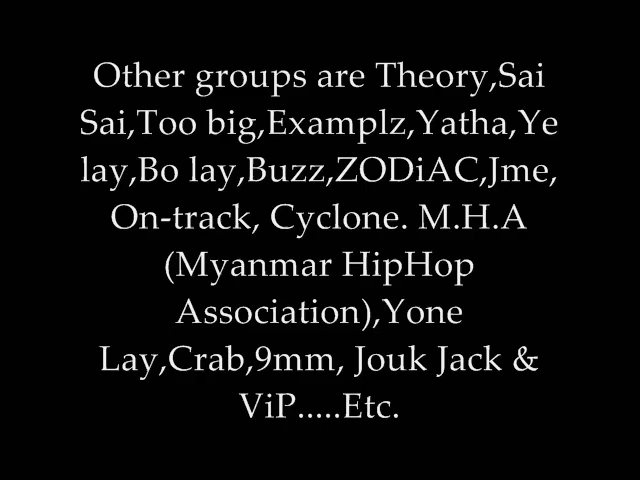 Other groups are Theory,Sai
Sai,Too big,Examplz,Yatha,Ye
lay,Bo lay,Buzz,ZODiAC,Jme,
On-track, Cyclone. M.H.A
(Myanmar HipHop
Association),Yone
Lay,Crab,9mm, Jouk Jack &
ViP.....Etc.